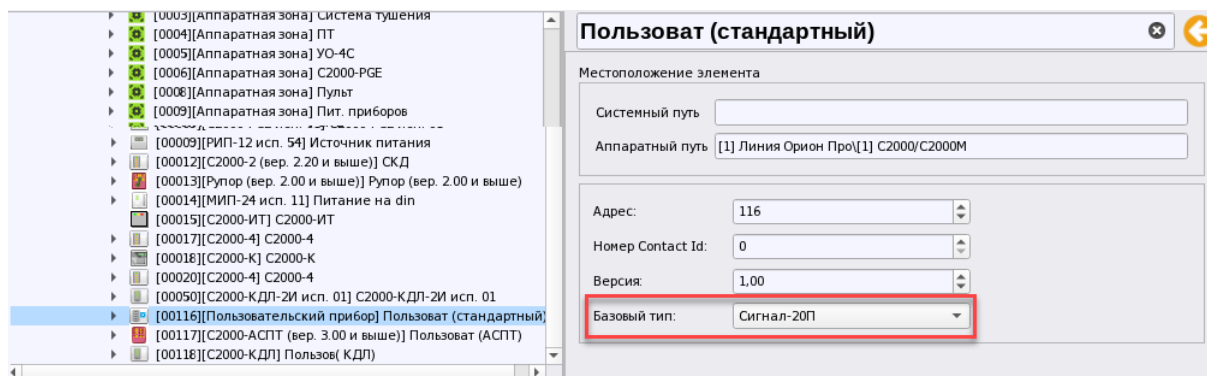 [0003][Аппаратная зона] Система тушения
[0004][Аппаратная зона] ПТ
[0005][Аппаратная зона] УО-4С
[0006][Аппаратная зона] С2000-PGE
[0008][Аппаратная зона] Пульт
[0009][Аппаратная зона] Пит. приборов
[00009][РИП-12 исп. 54] Источник питания
[00012][С2000-2 (вер. 2.20 и выше)] СКД
[00013][Рупор (вер. 2.00 и выше)] Рупор (вер. 2.00 и выше)
[00014][МИП-24 исп. 11] Питание на din
[00015][С2000-ИТ] С2000-ИТ
[00017][С2000-4] С2000-4
[00018][С2000-К] С2000-К
[00020][С2000-4] С2000-4
[00050][С2000-КДЛ-2И исп. 01] С2000-КДЛ-2И исп. 01
[00116][Пользовательский прибор] Пользоват (стандартный)
[00117][С2000-АСПТ (вер. 3.00 и выше)] Пользоват (АСПТ)
[00118][С2000-КДЛ] Пользов( КДЛ)
Пользоват (стандартный)
Местоположение элемента
Системный путь
Аппаратный путь [1] Линия Орион Про\[1] С2000/С2000М
Адрес: 116
Номер Contact Id: 0
Версия: 1,00
Базовый тип: Сигнал-20П